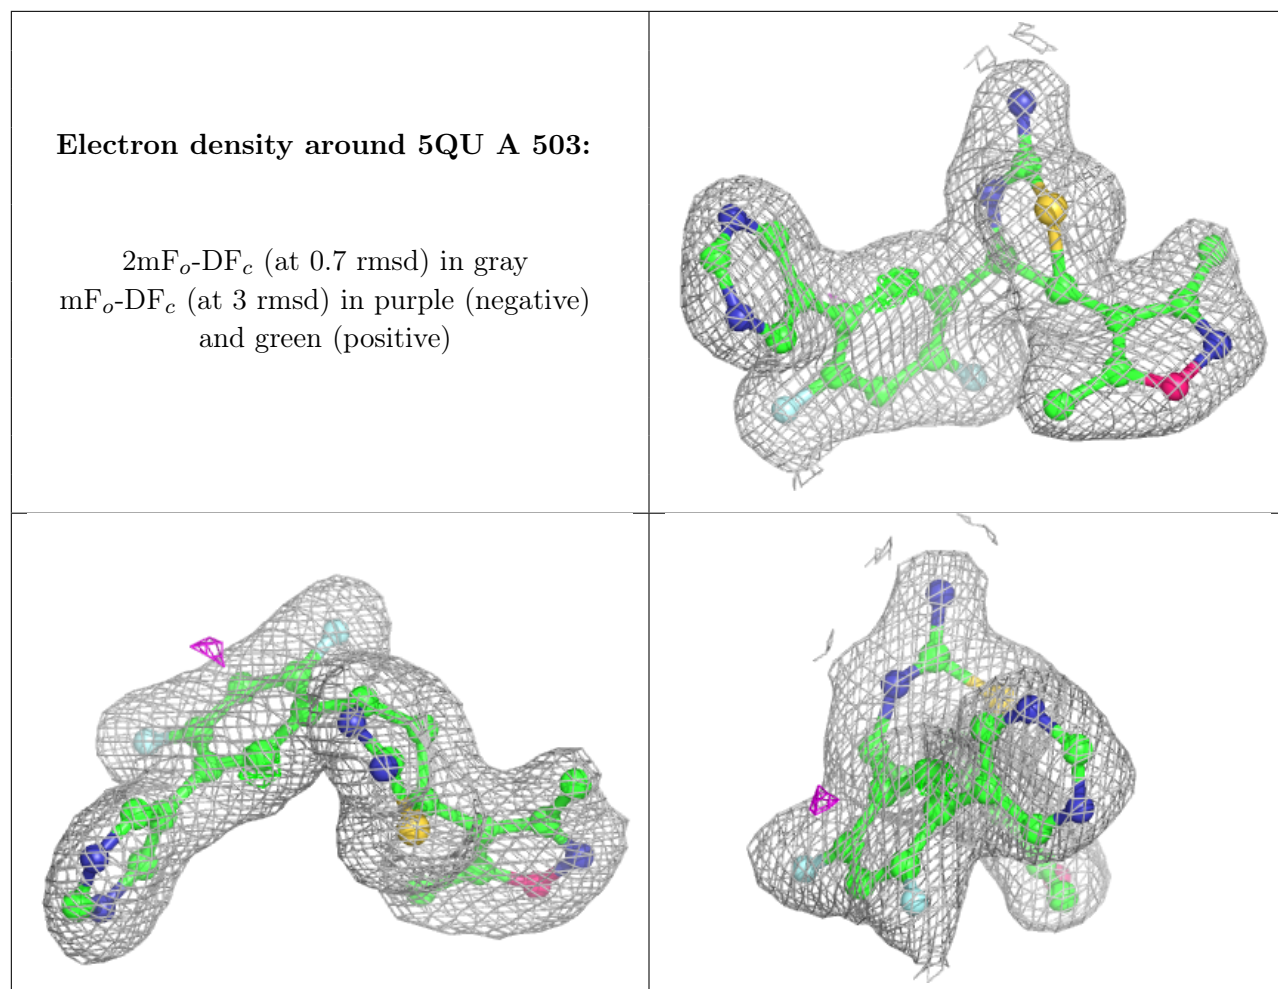 Electron density around 5QU A 503:
2mFₒ-DF𝒸 (at 0.7 rmsd) in gray
mFₒ-DF𝒸 (at 3 rmsd) in purple (negative)
and green (positive)